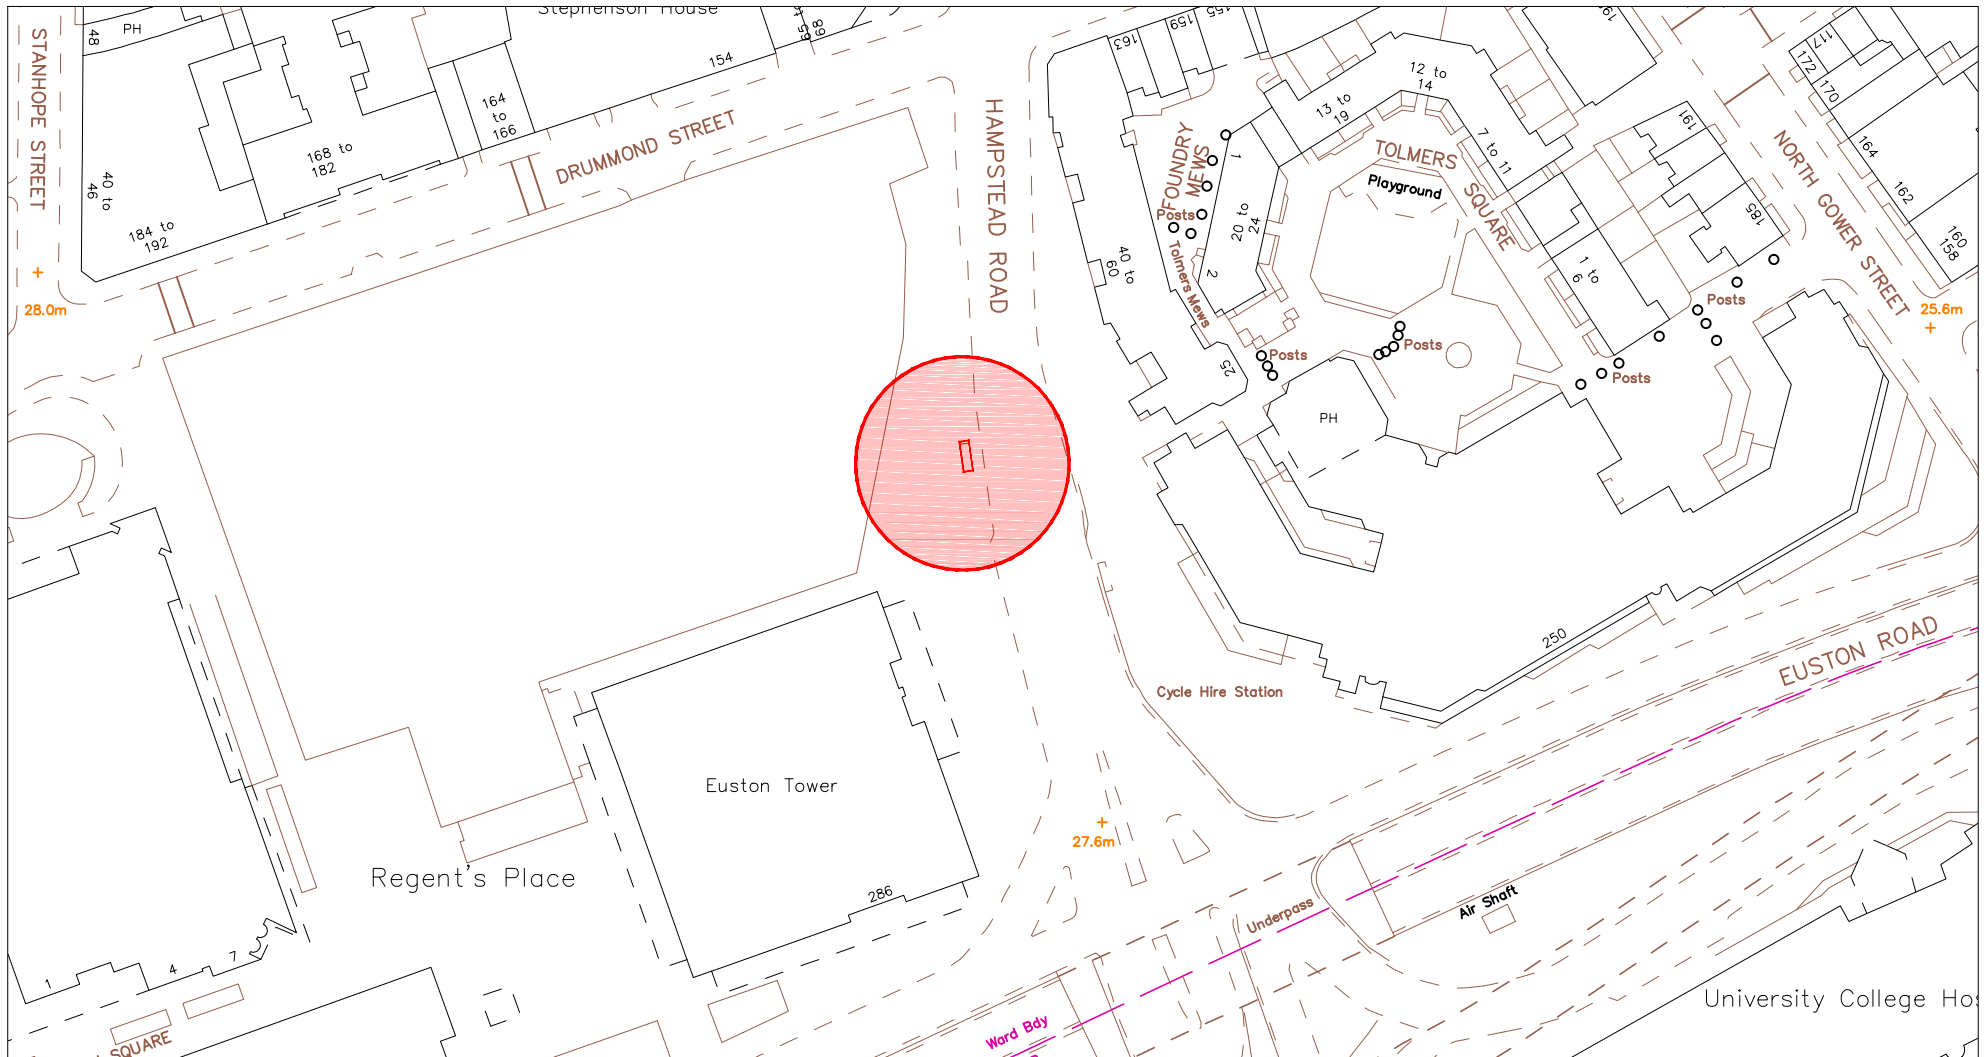 Stephenson House
STANHOPE STREET
48
PH
154
65 to
68
164
to
166
168 to
182
DRUMMOND STREET
40 to
46
184 to
192
28.0m
HAMPSTEAD ROAD
163
159
155
FOUNDRY
MEWS
Posts
Tolmers Mews
1
2
20 to
24
40 to
60
25
Posts
13 to
19
12 to
14
7 to 11
TOLMERS
SQUARE
Playground
Posts
PH
1 to
6
191
185
Posts
Posts
NORTH GOWER STREET
117
172
170
164
162
160
158
25.6m
250
EUSTON ROAD
Cycle Hire Station
Euston Tower
27.6m
Regent's Place
286
Underpass
Air Shaft
1
4
7
SQUARE
Ward Bdy
University College Hos